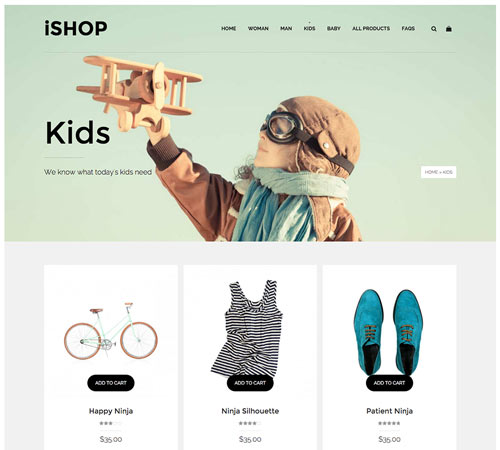 iSHOP
HOME WOMAN MAN KIDS BABY ALL PRODUCTS FAQS
Kids
We know what today's kids need
HOME » KIDS
ADD TO CART ADD TO CART ADD TO CART
Happy Ninja Ninja Silhouette Patient Ninja
$35.00 $35.00 $35.00